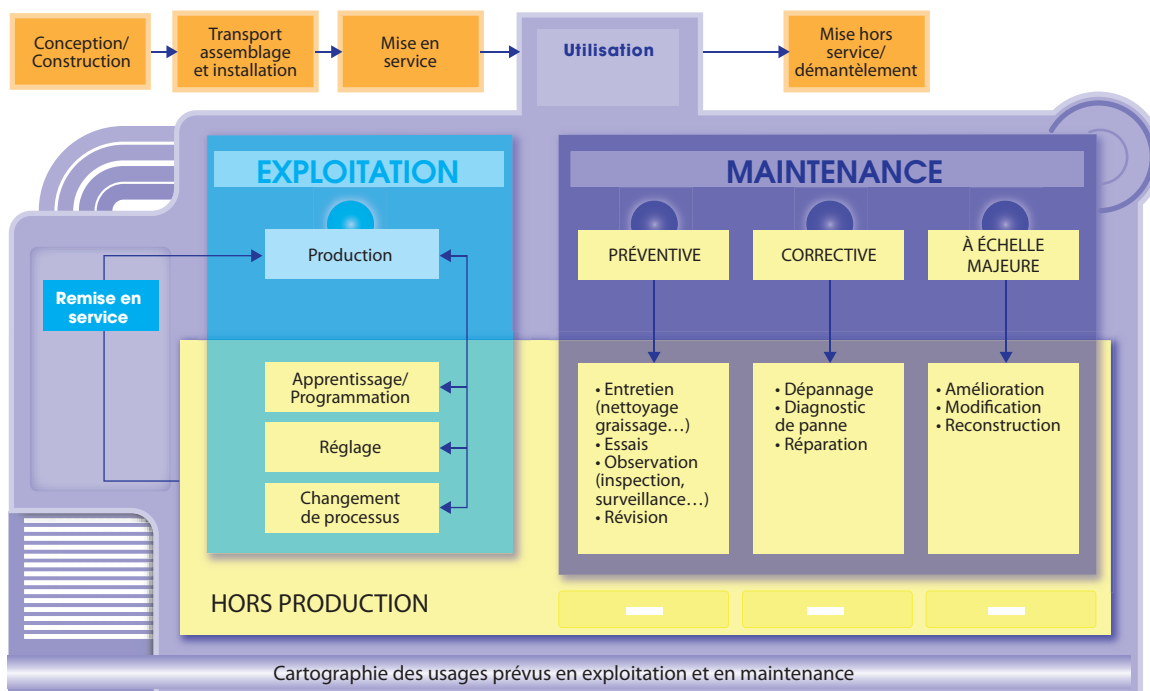 Conception/
Construction
Transport
assemblage
et installation
Mise en
service
Utilisation
Mise hors
service/
démantèlement
EXPLOITATION
Production
Remise en
service
Apprentissage/
Programmation
Réglage
Changement
de processus
MAINTENANCE
PRÉVENTIVE
CORRECTIVE
À ÉCHELLE
MAJEURE
• Entretien
(nettoyage
graissage…)
• Essais
• Observation
(inspection,
surveillance…)
• Révision
• Dépannage
• Diagnostic
de panne
• Réparation
• Amélioration
• Modification
• Reconstruction
HORS PRODUCTION
Cartographie des usages prévus en exploitation et en maintenance